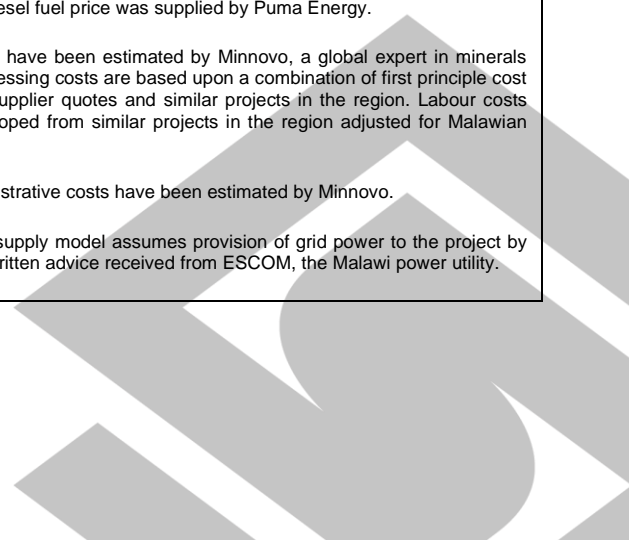 esel fuel price was supplied by Puma Energy.
have been estimated by Minnovo, a global expert in minerals
essing costs are based upon a combination of first principle cost
upplier quotes and similar projects in the region. Labour costs
oped from similar projects in the region adjusted for Malawian
strative costs have been estimated by Minnovo.
supply model assumes provision of grid power to the project by
ritten advice received from ESCOM, the Malawi power utility.